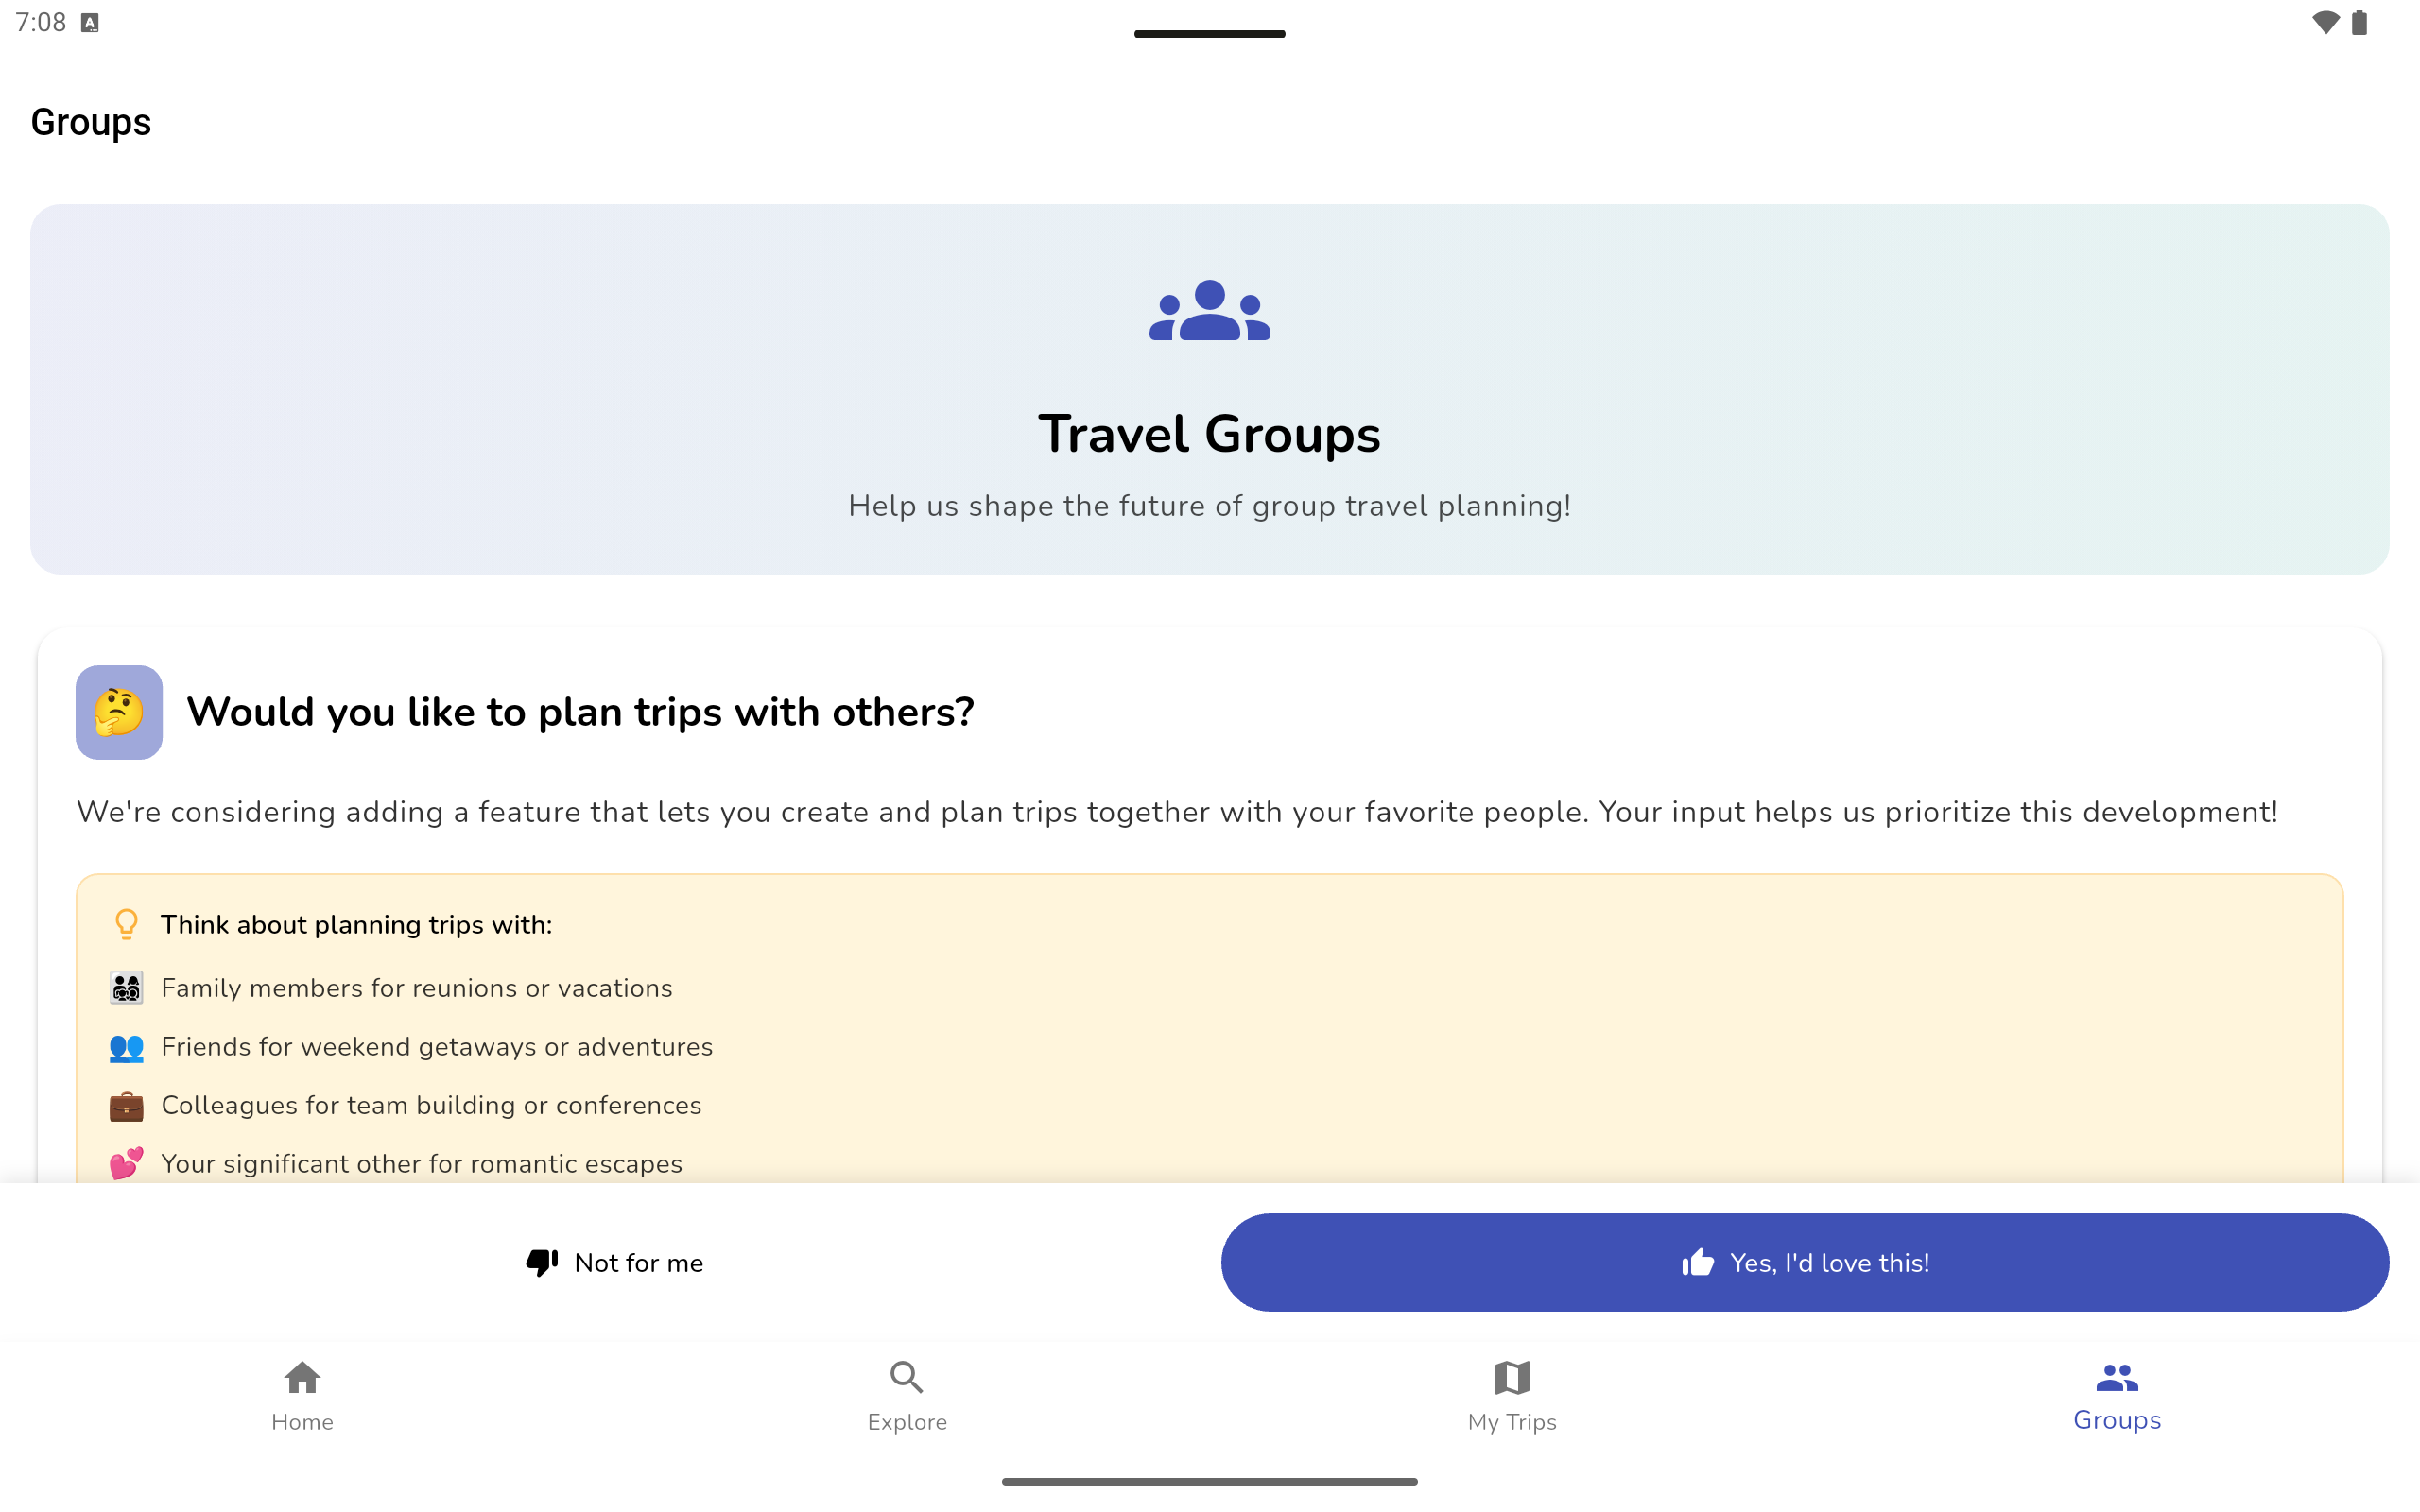 7:08
Groups
Travel Groups
Help us shape the future of group travel planning!
Would you like to plan trips with others?
We're considering adding a feature that lets you create and plan trips together with your favorite people. Your input helps us prioritize this development!
Think about planning trips with:
Family members for reunions or vacations
Friends for weekend getaways or adventures
Colleagues for team building or conferences
Your significant other for romantic escapes
Not for me
Yes, I'd love this!
Home
Explore
My Trips
Groups